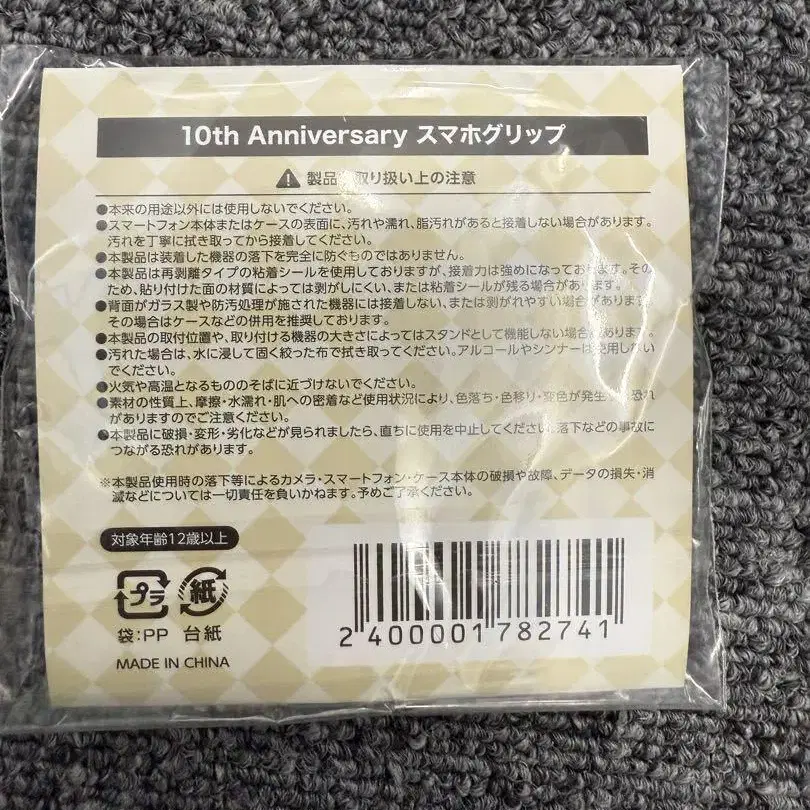 10th Anniversary スマホグリップ
製品 取り扱い上の注意
●本来の用途以外には使用しないでください。
●スマートフォン本体またはケースの表面に、汚れや濡れ、脂汚れがあると接着しない場合があります。
汚れを丁寧に拭き取ってから接着してください。
●本製品は装着した機器の落下を完全に防ぐものではありません。
●本製品は再剥離タイプの粘着シールを使用しておりますが、接着力は強めになっております。その
ため、貼り付けた面の材質によっては剥がしにくい、または粘着シールが残る場合があります。
●背面がガラス製や防汚処理が施された機器には接着しない、または剥がれやすい場合があります。
その場合はケースなどの併用を推奨しております。
●本製品の取付位置や、取り付ける機器の大きさによってはスタンドとして機能しない場合があります。
●汚れた場合は、水に浸して固く絞った布で拭き取ってください。アルコールやシンナーは使用しない
でください。
●火気や高温となるもののそばに近づけないでください。
●素材の性質上、摩擦・水濡れ・肌への密着など使用状況により、色落ち・色移り・変色が発生 恐れ
がありますのでご注意ください。
●本製品に破損・変形・劣化などが見られましたら、直ちに使用を中止してください。落下などの事故に
つながる恐れがあります。
※本製品使用時の落下等によるカメラ・スマートフォン・ケース本体の破損や故障、データの損失・消
滅などについては一切責任を負いかねます。予めご了承ください。
対象年齢12歳以上
プラ 紙
袋:PP 台紙
MADE IN CHINA
2 400001 782741